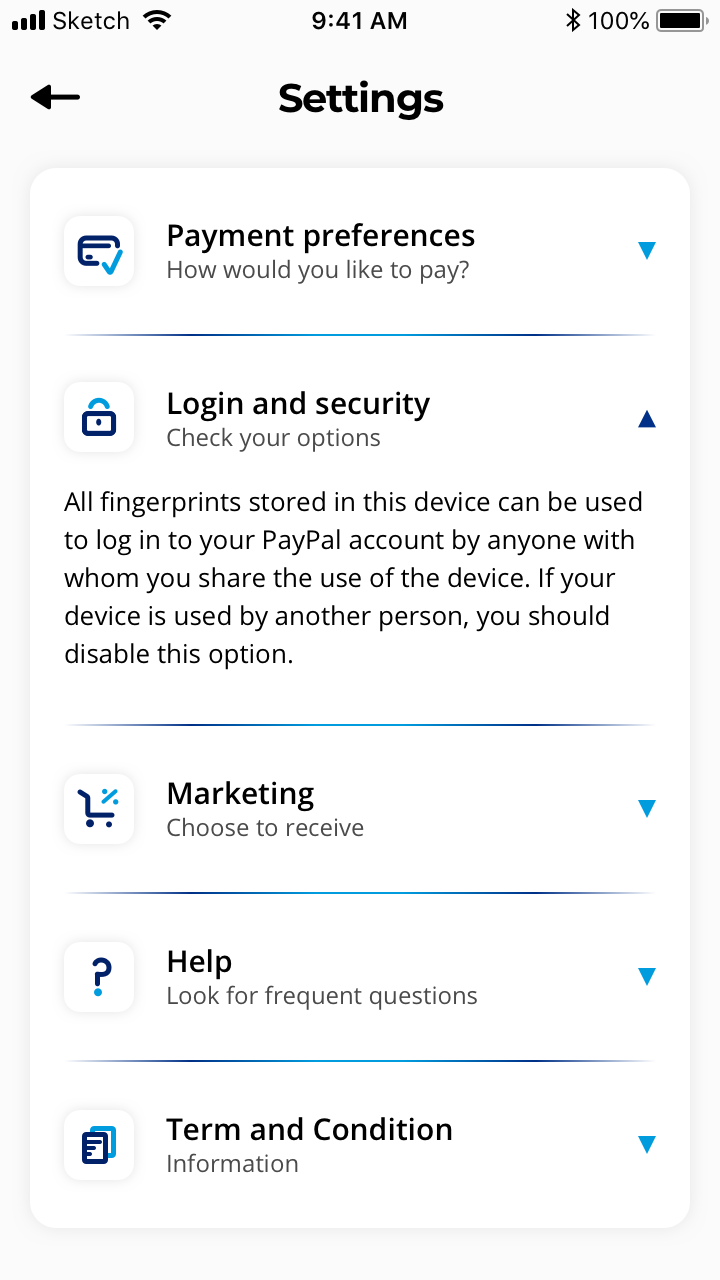 Sketch 9:41 AM 100%
Settings
Payment preferences
How would you like to pay?
Login and security
Check your options
All fingerprints stored in this device can be used
to log in to your PayPal account by anyone with
whom you share the use of the device. If your
device is used by another person, you should
disable this option.
Marketing
Choose to receive
Help
Look for frequent questions
Term and Condition
Information